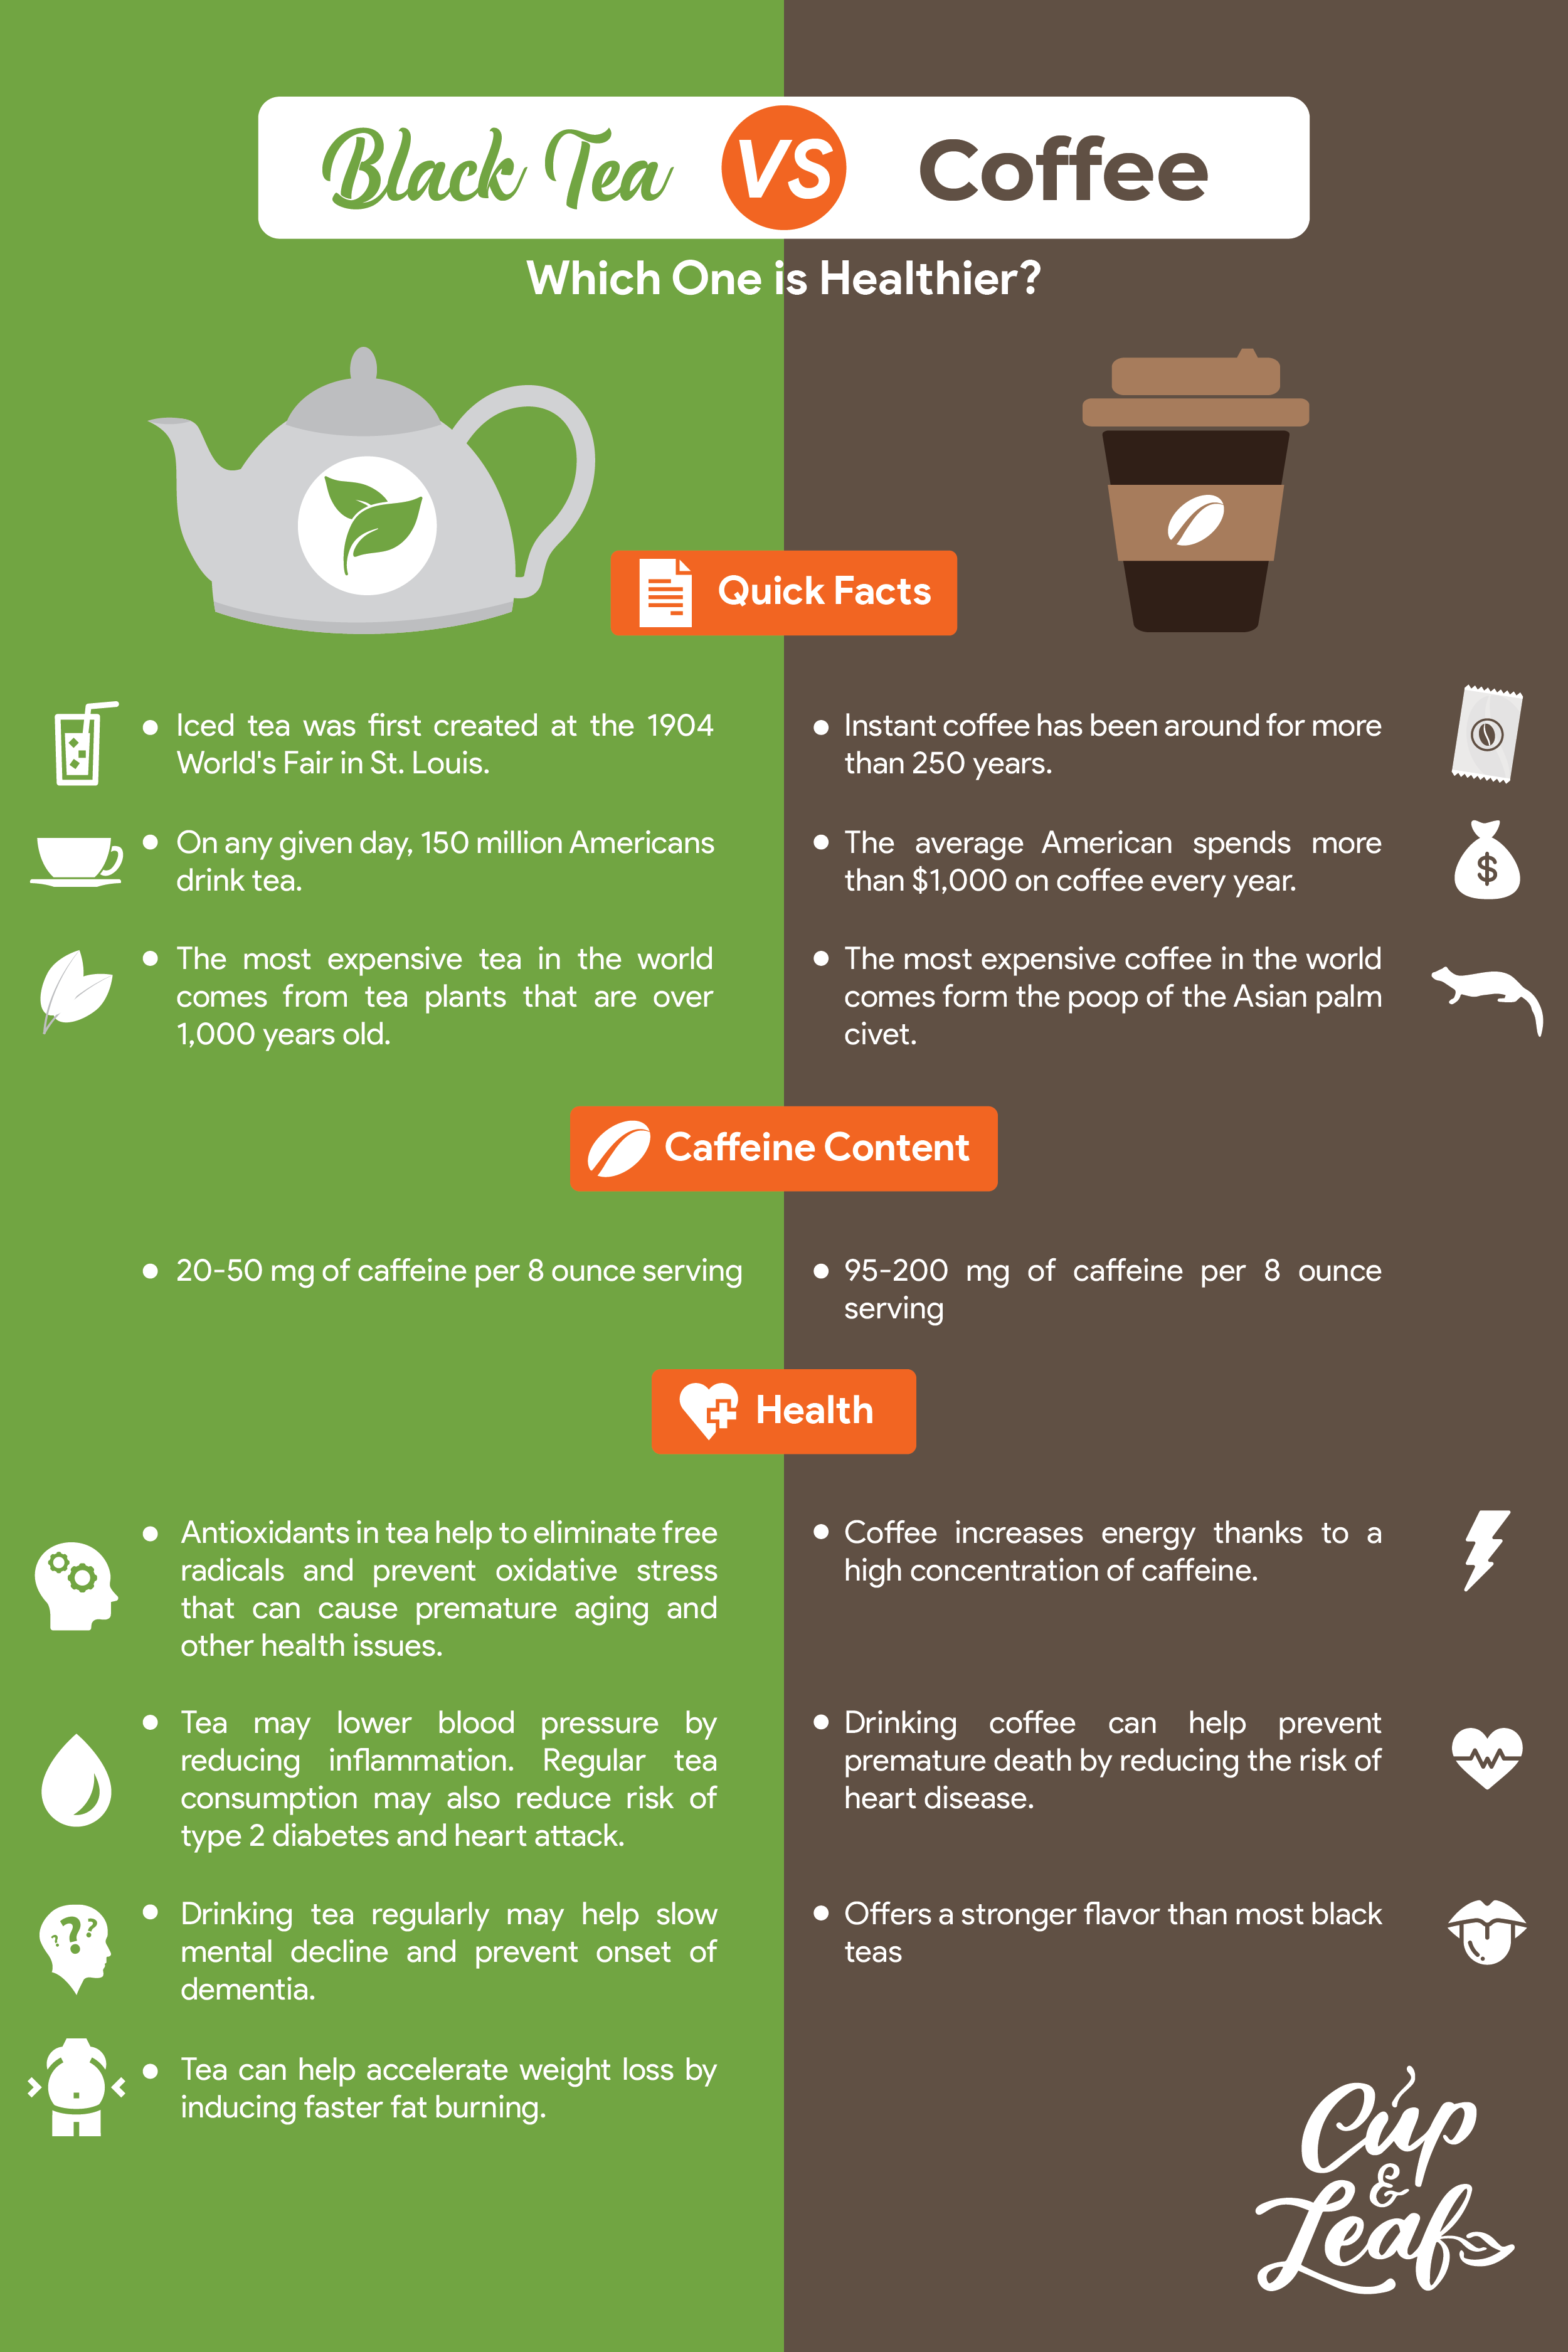 Black Tea VS Coffee
Which One is Healthier?
Quick Facts
Iced tea was first created at the 1904
World's Fair in St. Louis.
On any given day, 150 million Americans
drink tea.
The most expensive tea in the world
comes from tea plants that are over
1,000 years old.
Instant coffee has been around for more
than 250 years.
The average American spends more
than $1,000 on coffee every year.
$
The most expensive coffee in the world
comes form the poop of the Asian palm
civet.
Caffeine Content
20-50 mg of caffeine per 8 ounce serving
95-200 mg of caffeine per 8 ounce
serving
Health
Antioxidants in tea help to eliminate free
radicals and prevent oxidative stress
that can cause premature aging and
other health issues.
Tea may lower blood pressure by
reducing inflammation. Regular tea
consumption may also reduce risk of
type 2 diabetes and heart attack.
? ? ?
Drinking tea regularly may help slow
mental decline and prevent onset of
dementia.
Tea can help accelerate weight loss by
inducing faster fat burning.
Coffee increases energy thanks to a
high concentration of caffeine.
Drinking coffee can help prevent
premature death by reducing the risk of
heart disease.
Offers a stronger flavor than most black
teas
Cup
&
Leaf